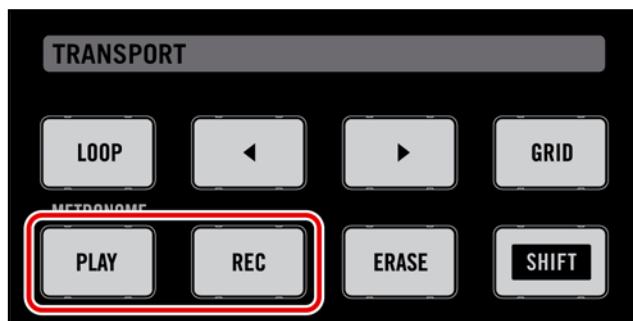 TRANSPORT
LOOP ◀ ▶ GRID
METRONOME
PLAY REC ERASE SHIFT